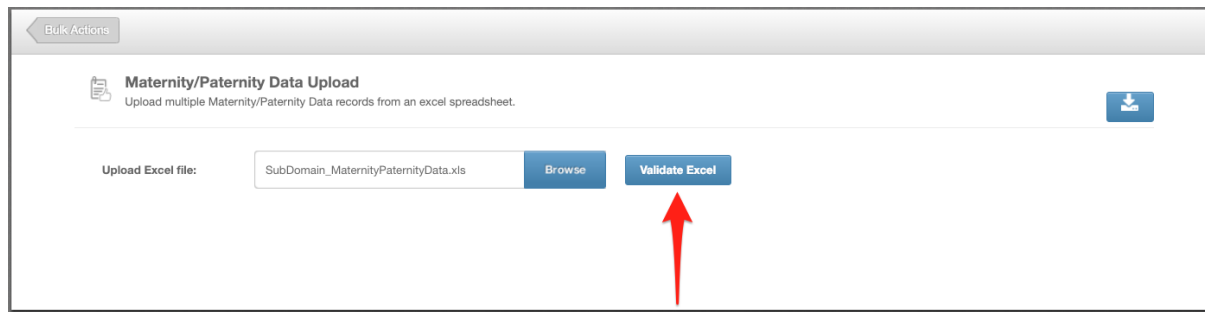 Bulk Actions
Maternity/Paternity Data Upload
Upload multiple Maternity/Paternity Data records from an excel spreadsheet.
Upload Excel file:
SubDomain_MaternityPaternityData.xls
Browse
Validate Excel